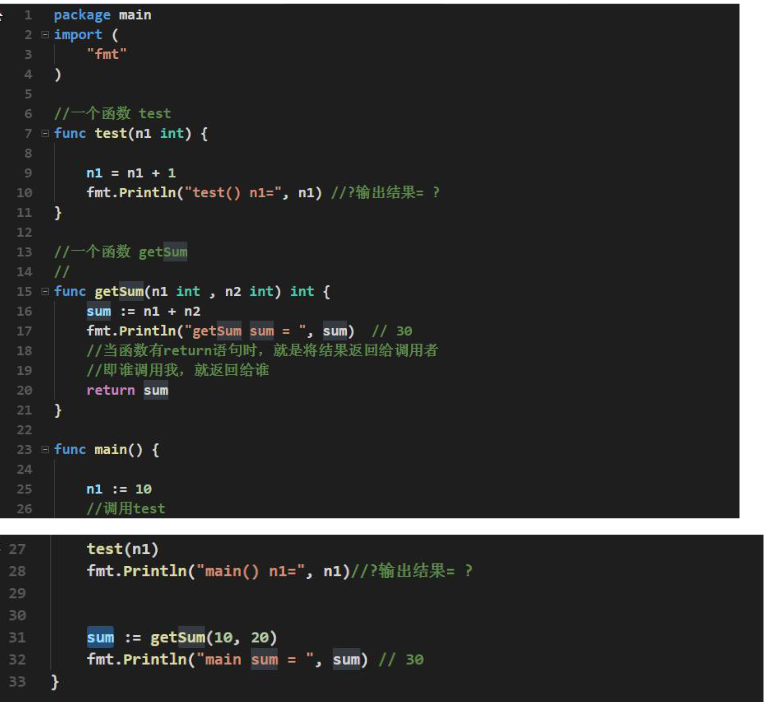 1 package main
2 import (
3 "fmt"
4 )
5
6 //一个函数 test
7 func test(n1 int) {
8
9 n1 = n1 + 1
10 fmt.Println("test() n1=", n1) //?输出结果= ?
11 }
12
13 //一个函数 getSum
14 //
15 func getSum(n1 int , n2 int) int {
16 sum := n1 + n2
17 fmt.Println("getSum sum = ", sum) // 30
18 //当函数有return语句时，就是将结果返回给调用者
19 //即谁调用我，就返回给谁
20 return sum
21 }
22
23 func main() {
24
25 n1 := 10
26 //调用test
27 test(n1)
28 fmt.Println("main() n1=", n1)//?输出结果= ?
29
30
31 sum := getSum(10, 20)
32 fmt.Println("main sum = ", sum) // 30
33 }